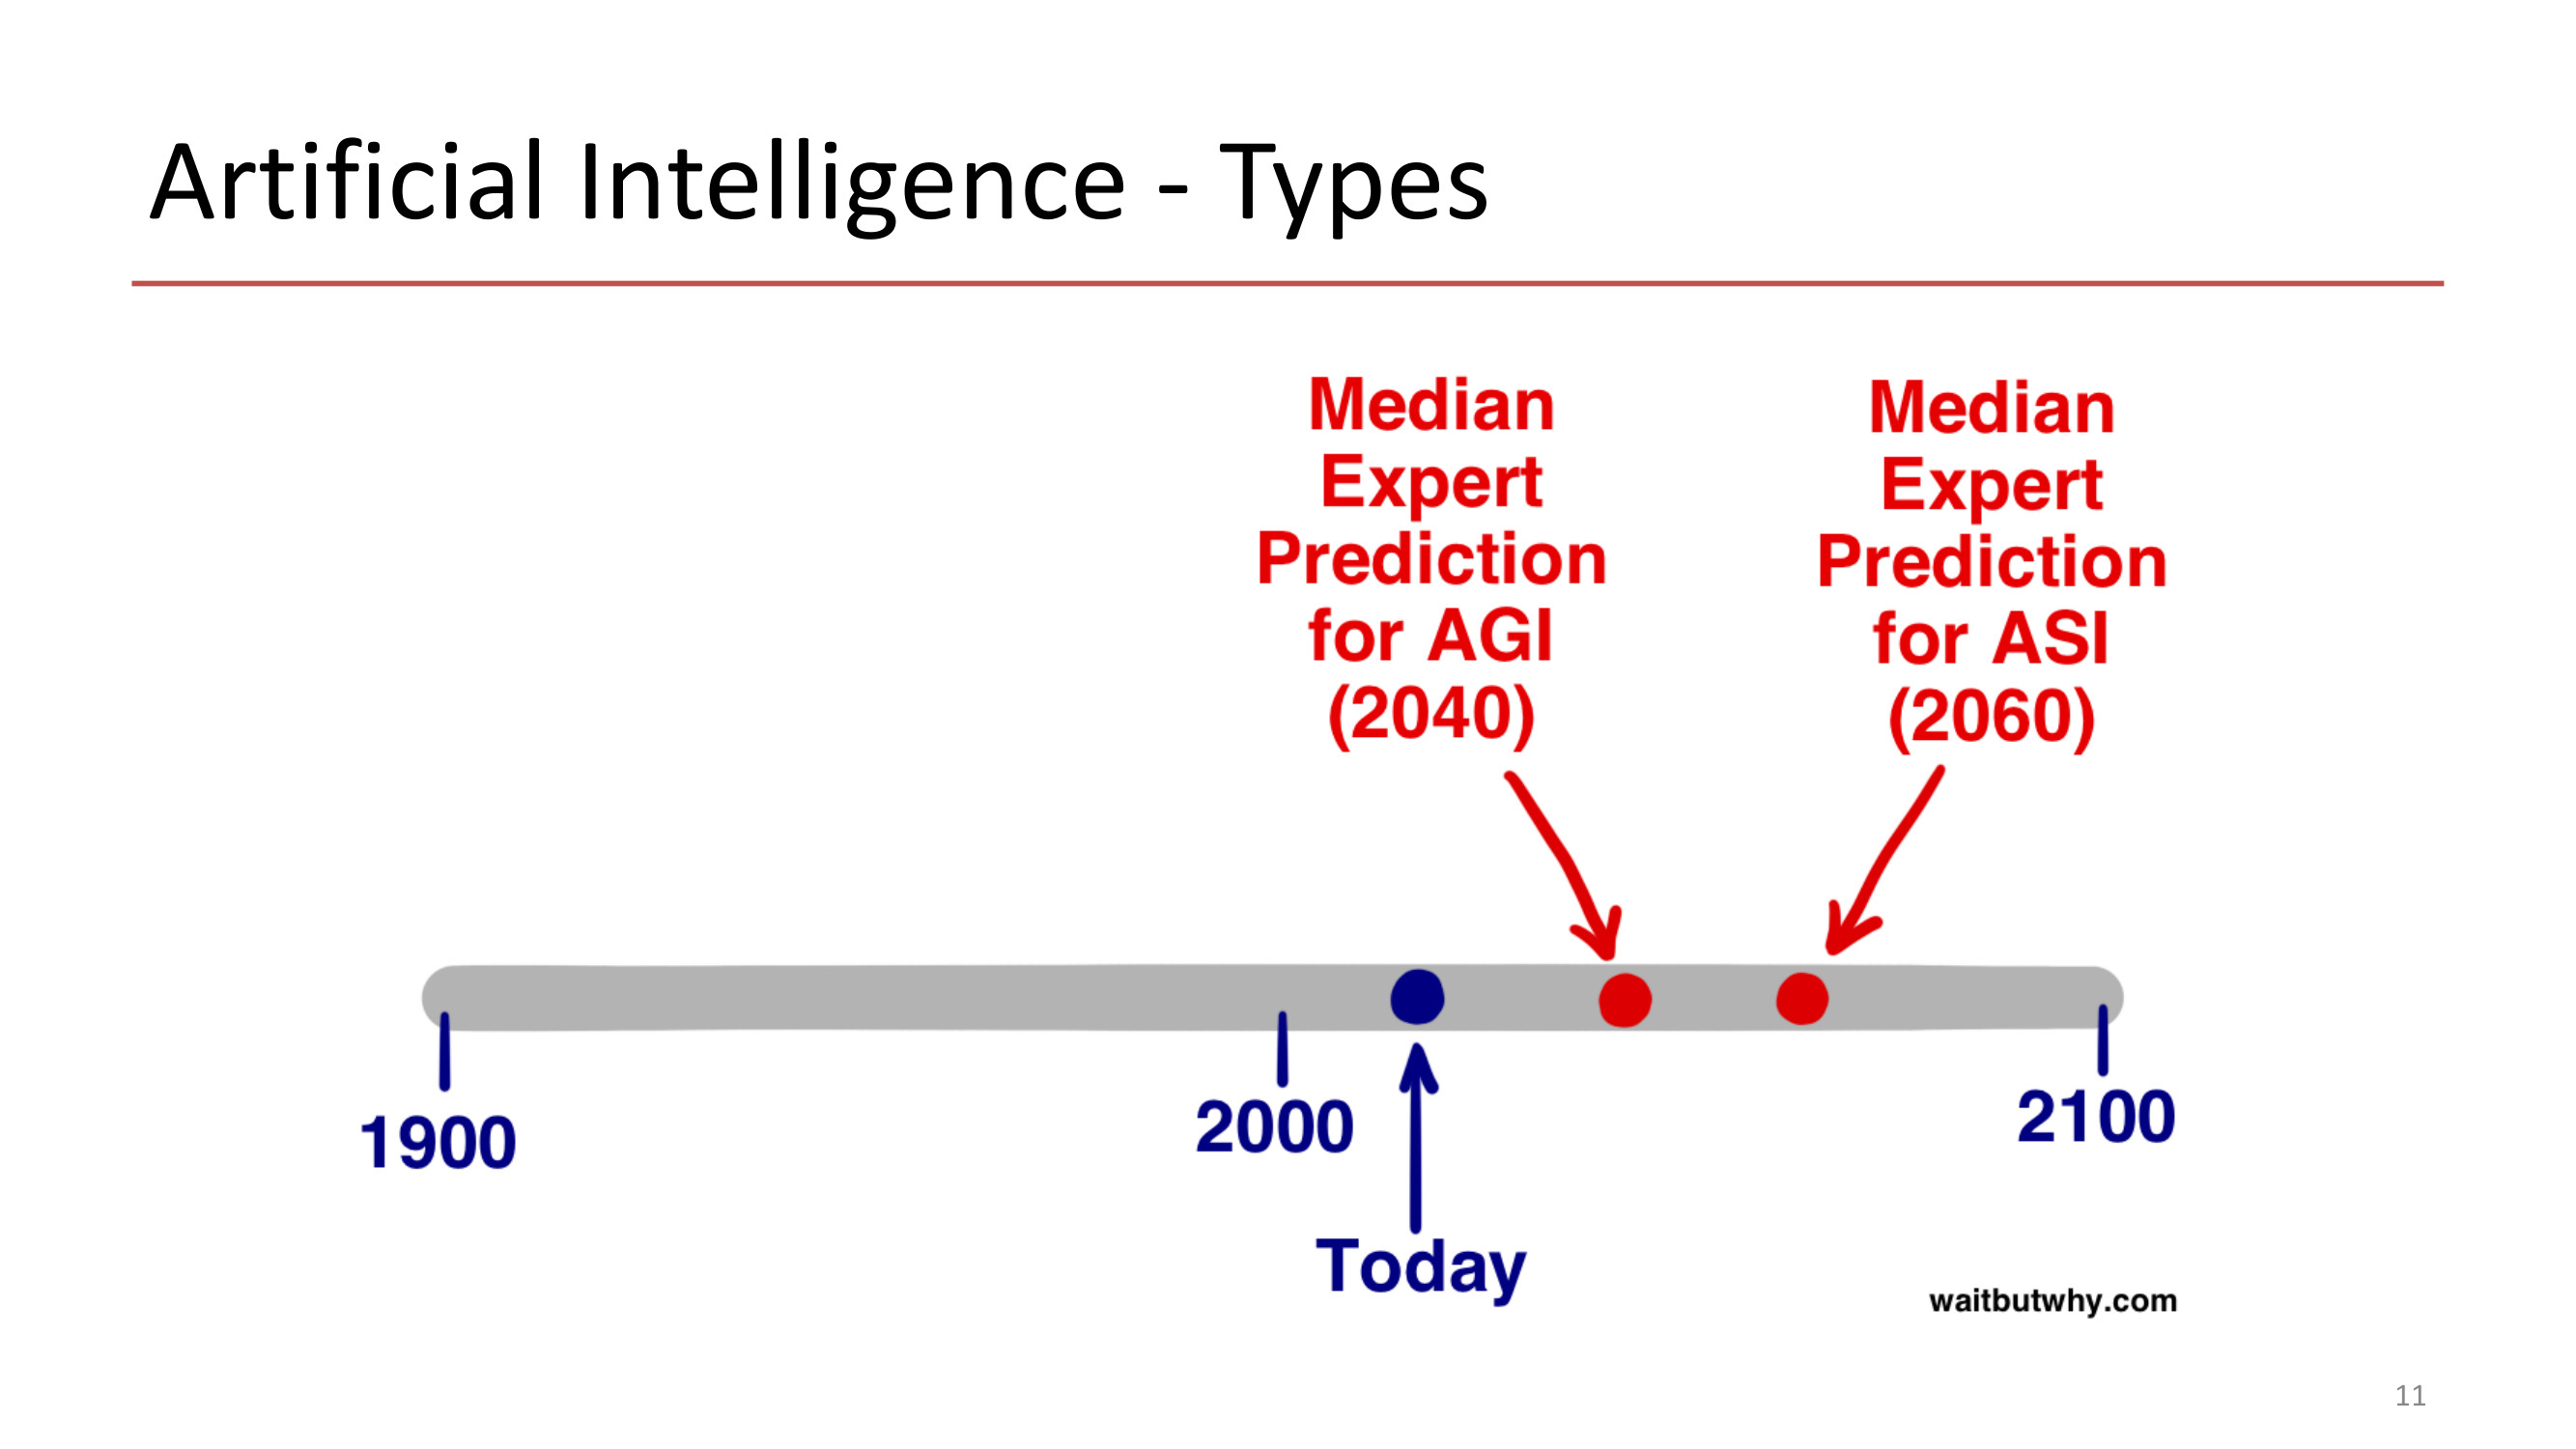 Artificial Intelligence - Types
Median
Expert
Prediction
for AGI
(2040)
Median
Expert
Prediction
for ASI
(2060)
1900
2000
2100
Today
waitbutwhy.com
11